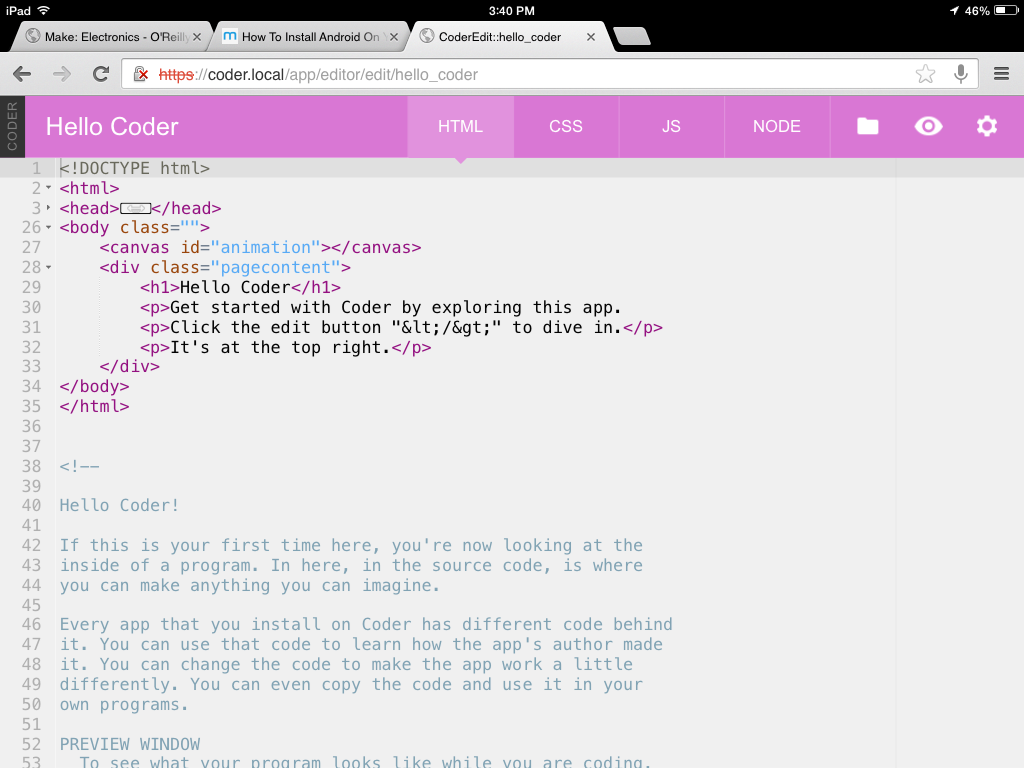 iPad 3:40 PM 46%
Make: Electronics - O'Reilly How To Install Android On CoderEdit::hello_coder
https://coder.local/app/editor/edit/hello_coder
CODER Hello Coder HTML CSS JS NODE
1 <!DOCTYPE html>
2 <html>
3 <head></head>
26 <body class="">
27     <canvas id="animation"></canvas>
28     <div class="pagecontent">
29         <h1>Hello Coder</h1>
30         <p>Get started with Coder by exploring this app.
31         <p>Click the edit button "&lt;/&gt;" to dive in.</p>
32         <p>It's at the top right.</p>
33     </div>
34 </body>
35 </html>
36
37
38 <!--
39
40 Hello Coder!
41
42 If this is your first time here, you're now looking at the
43 inside of a program. In here, in the source code, is where
44 you can make anything you can imagine.
45
46 Every app that you install on Coder has different code behind
47 it. You can use that code to learn how the app's author made
48 it. You can change the code to make the app work a little
49 differently. You can even copy the code and use it in your
50 own programs.
51
52 PREVIEW WINDOW
53   To see what your program looks like while you are coding,